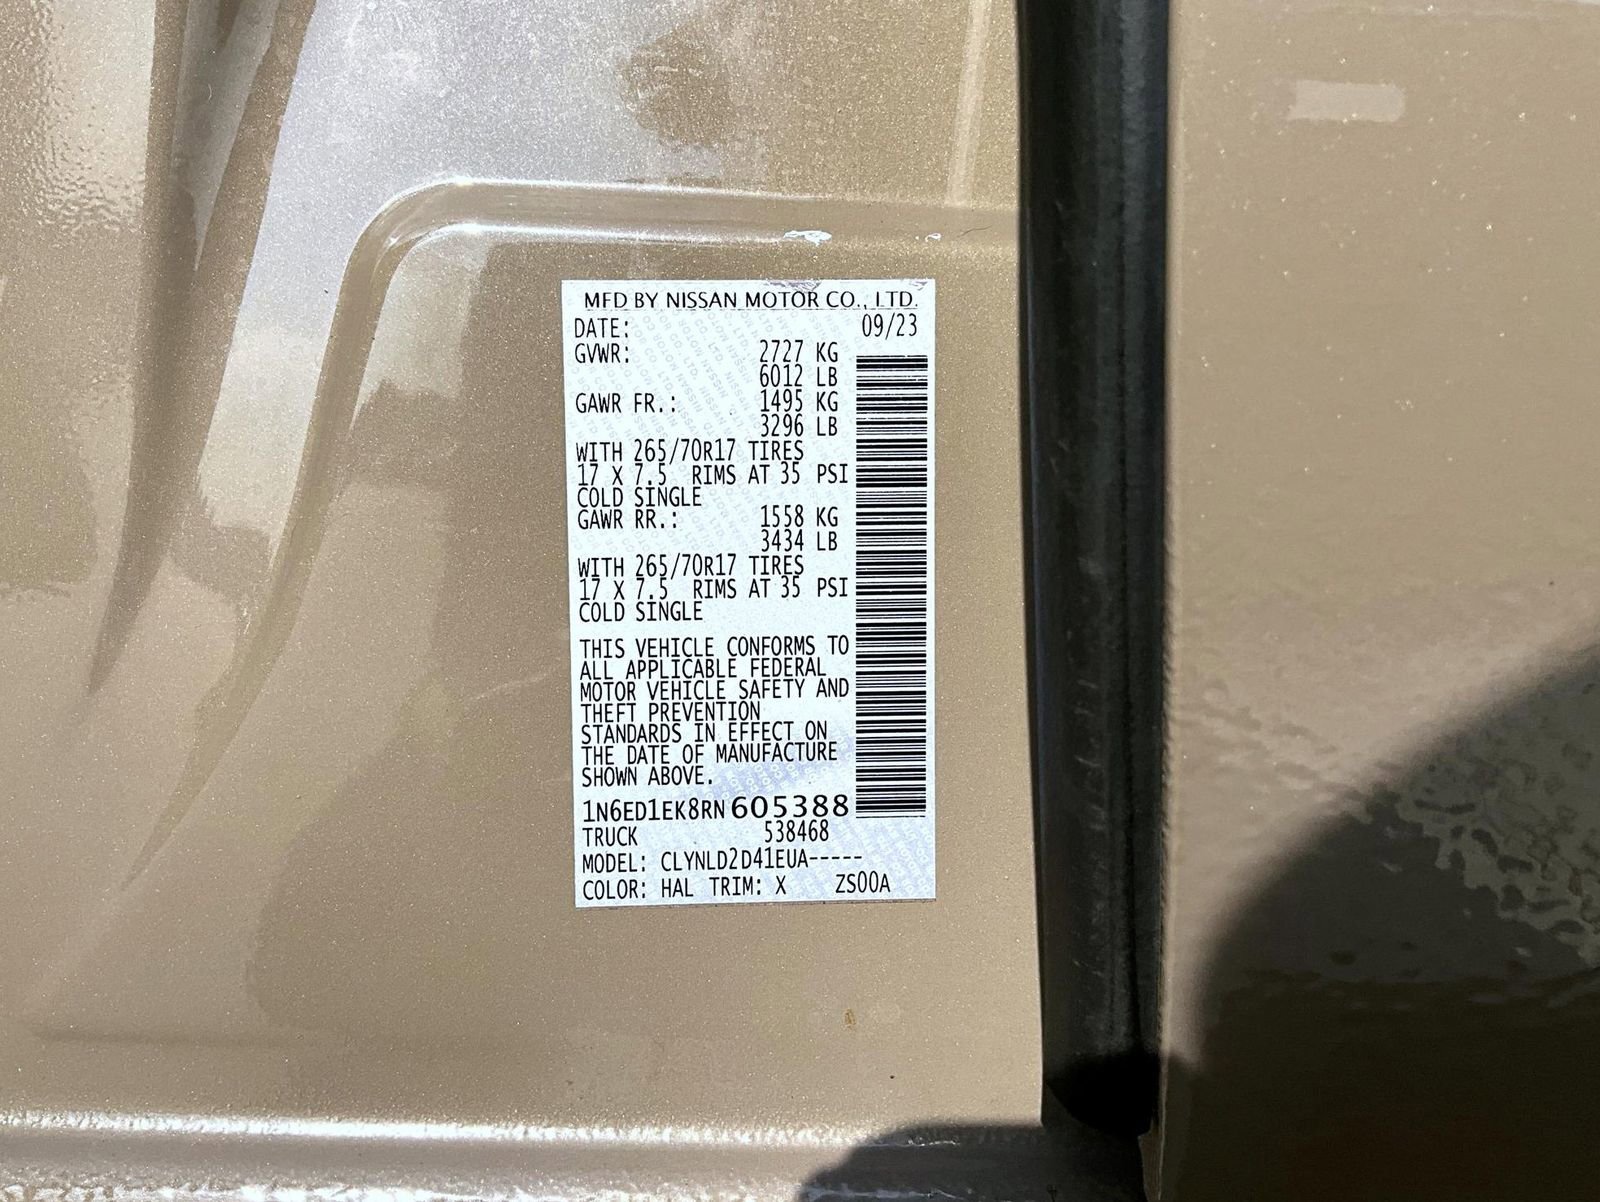 MFD BY NISSAN MOTOR CO., LTD.
DATE: 09/23
GVWR: 2727 KG
6012 LB
GAWR FR.: 1495 KG
3296 LB
WITH 265/70R17 TIRES
17 X 7.5 RIMS AT 35 PSI
COLD SINGLE
GAWR RR.: 1558 KG
3434 LB
WITH 265/70R17 TIRES
17 X 7.5 RIMS AT 35 PSI
COLD SINGLE
THIS VEHICLE CONFORMS TO
ALL APPLICABLE FEDERAL
MOTOR VEHICLE SAFETY AND
THEFT PREVENTION
STANDARDS IN EFFECT ON
THE DATE OF MANUFACTURE
SHOWN ABOVE.
1N6ED1EK8RN605388
TRUCK 538468
MODEL: CLYNLD2D41EUA-----
COLOR: HAL TRIM: X ZS00A